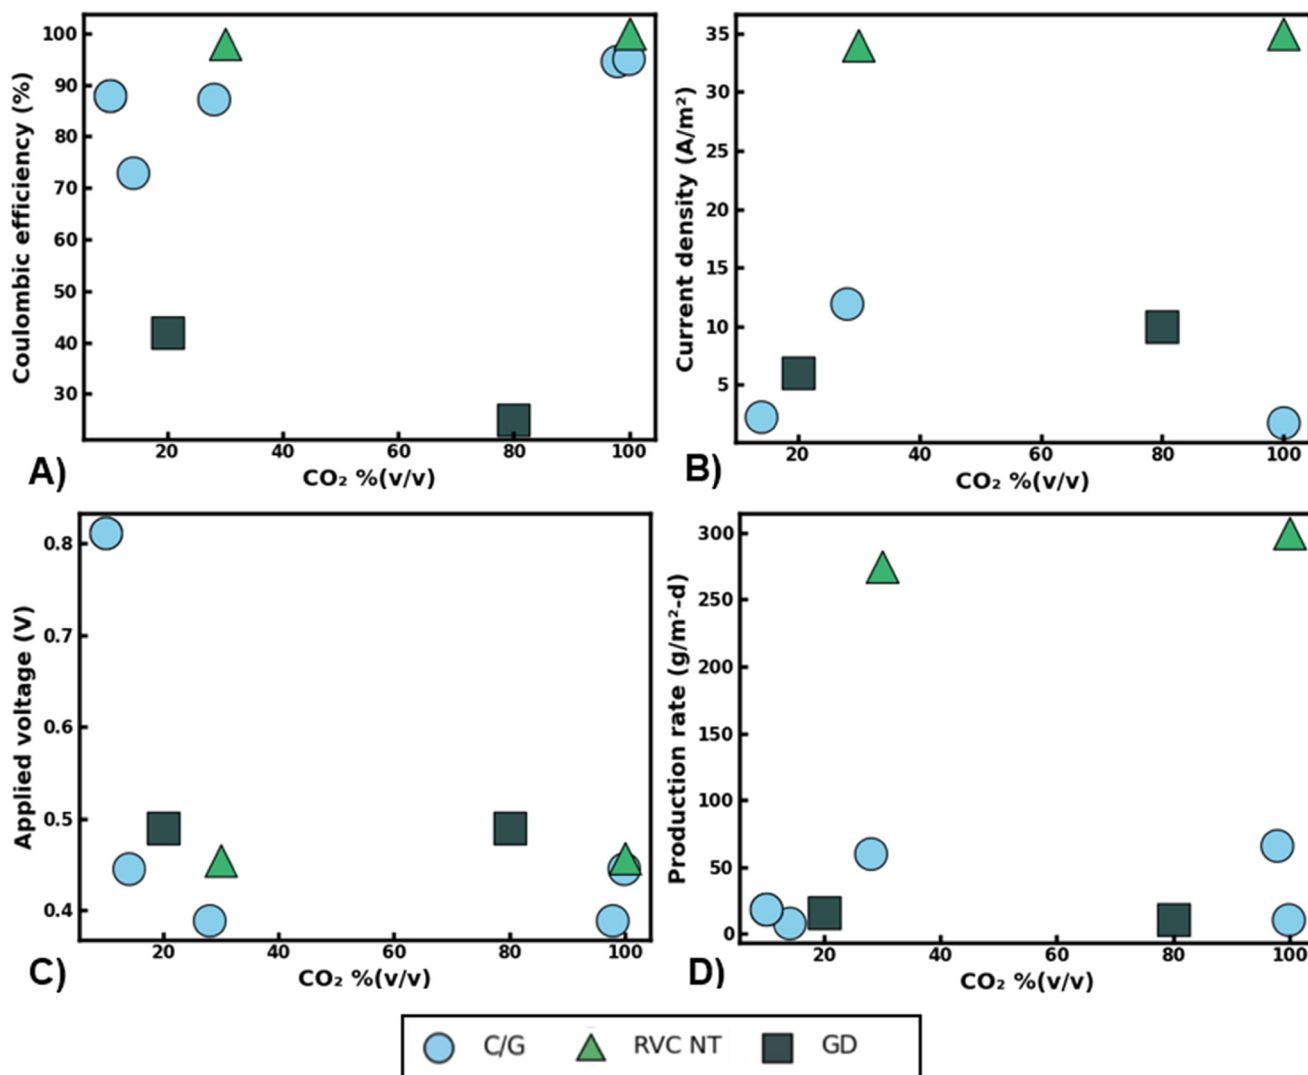 100
90
80
70
60
50
40
30
Coulombic efficiency (%)
20 40 60 80 100
CO₂ %(v/v)
A)
35
30
25
20
15
10
5
Current density (A/m²)
20 40 60 80 100
CO₂ %(v/v)
B)
0.8
0.7
0.6
0.5
0.4
Applied voltage (V)
20 40 60 80 100
CO₂ %(v/v)
C)
300
250
200
150
100
50
0
Production rate (g/m²-d)
20 40 60 80 100
CO₂ %(v/v)
D)
C/G RVC NT GD